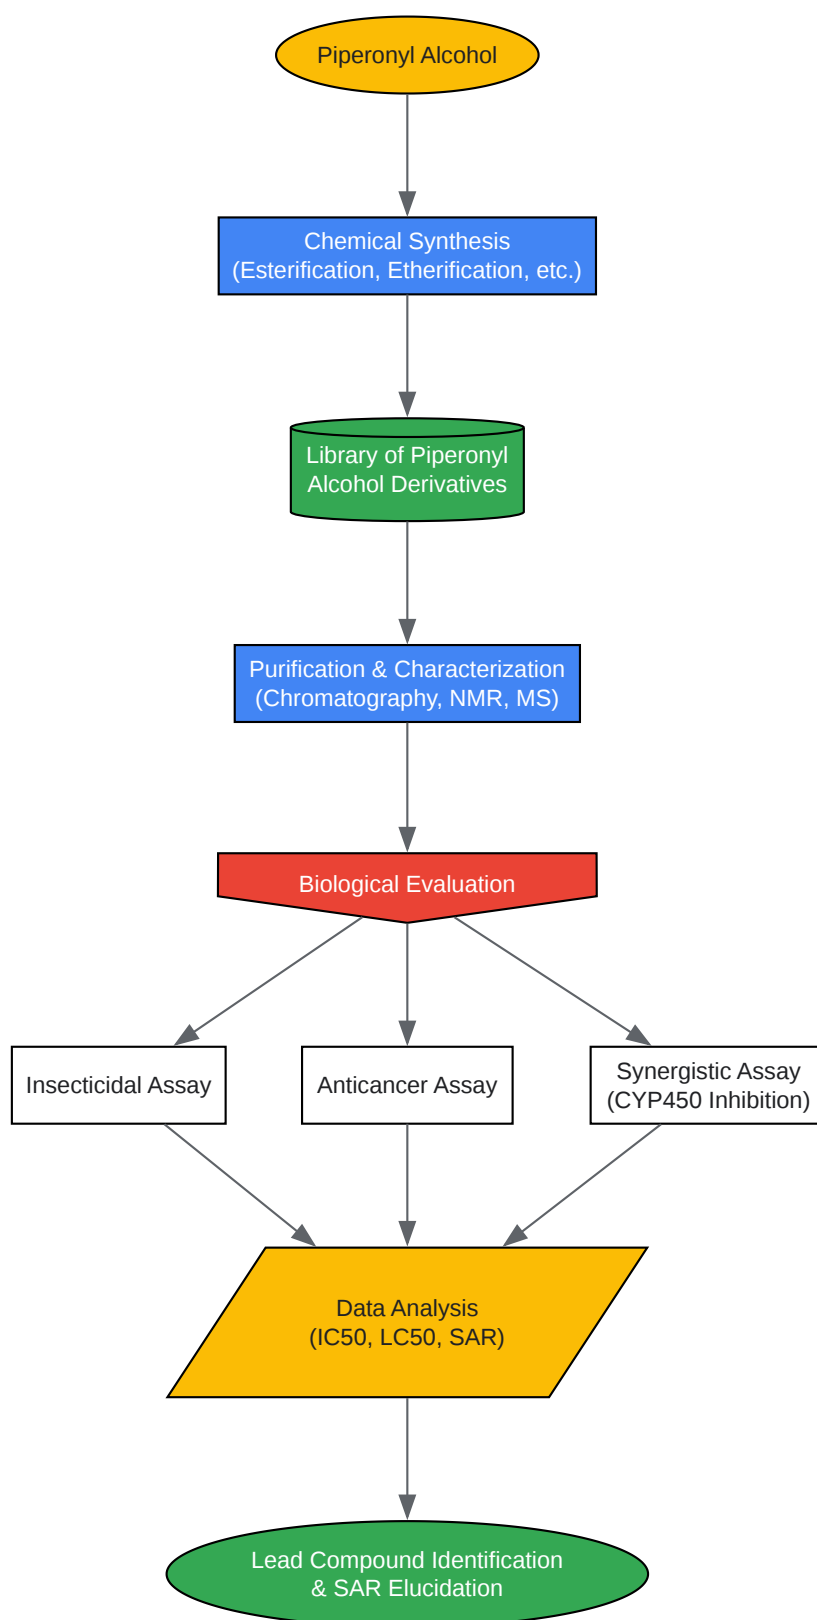 Piperonyl Alcohol
Chemical Synthesis
(Esterification, Etherification, etc.)
Library of Piperonyl
Alcohol Derivatives
Purification & Characterization
(Chromatography, NMR, MS)
Biological Evaluation
Insecticidal Assay
Anticancer Assay
Synergistic Assay
(CYP450 Inhibition)
Data Analysis
(IC50, LC50, SAR)
Lead Compound Identification
& SAR Elucidation